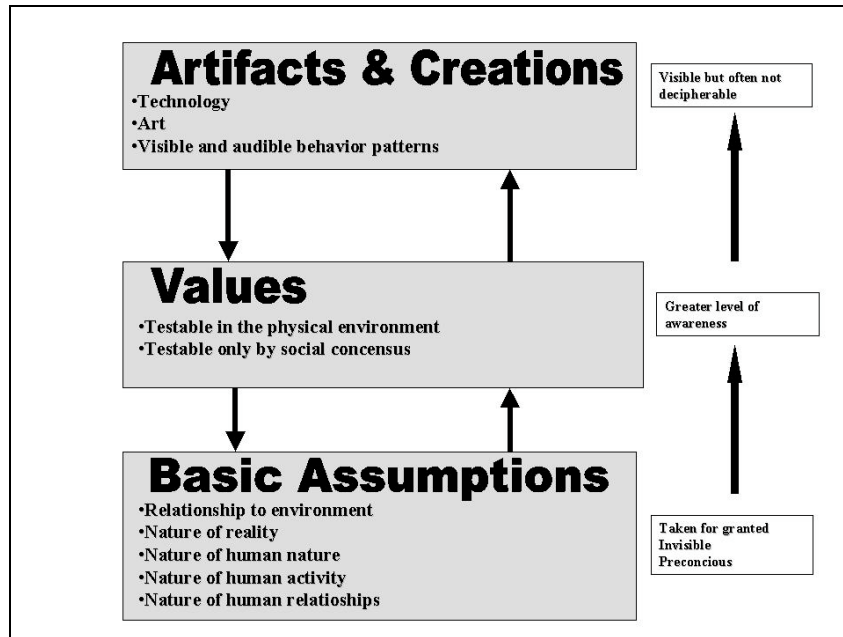 Artifacts & Creations
•Technology
•Art
•Visible and audible behavior patterns
Visible but often not
decipherable
Values
•Testable in the physical environment
•Testable only by social concensus
Greater level of
awareness
Basic Assumptions
•Relationship to environment
•Nature of reality
•Nature of human nature
•Nature of human activity
•Nature of human relatioships
Taken for granted
Invisible
Preconcious